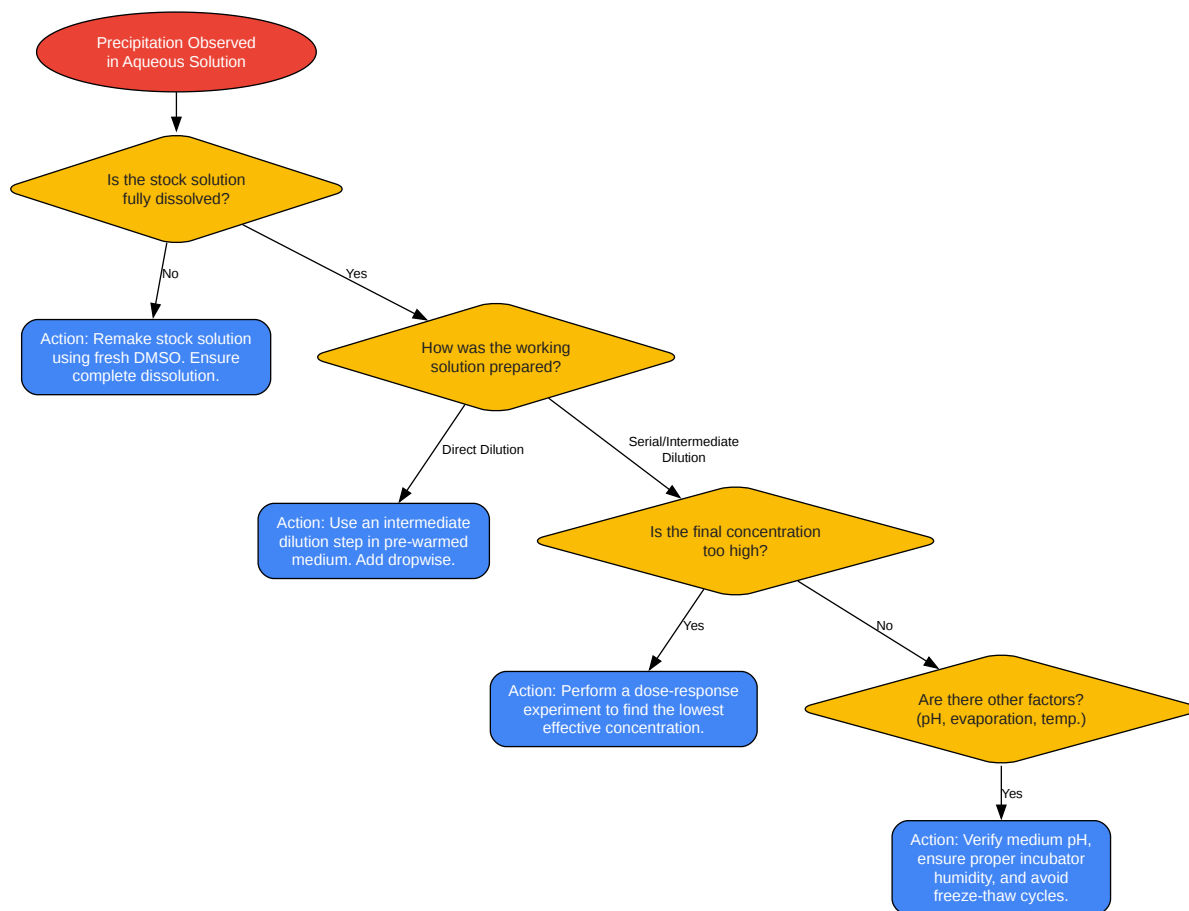 Precipitation Observed
in Aqueous Solution
Is the stock solution
fully dissolved?
No
Yes
Action: Remake stock solution
using fresh DMSO. Ensure
complete dissolution.
How was the working
solution prepared?
Direct Dilution
Serial/Intermediate
Dilution
Action: Use an intermediate
dilution step in pre-warmed
medium. Add dropwise.
Is the final concentration
too high?
Yes
No
Action: Perform a dose-response
experiment to find the lowest
effective concentration.
Are there other factors?
(pH, evaporation, temp.)
Yes
Action: Verify medium pH,
ensure proper incubator
humidity, and avoid
freeze-thaw cycles.